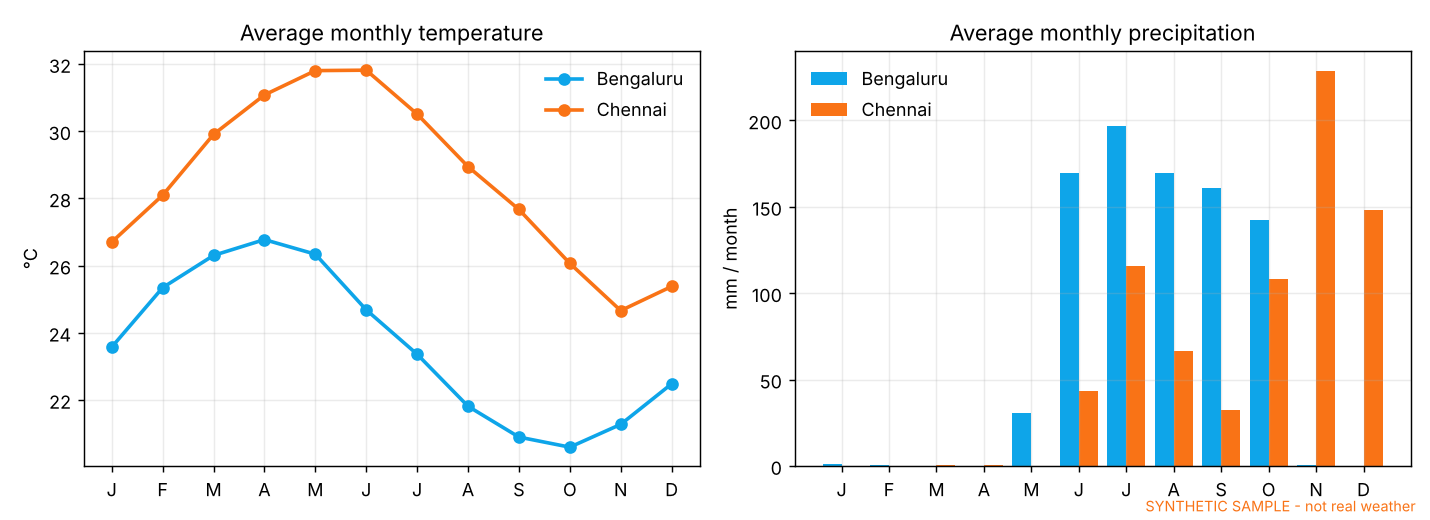 Average monthly temperature
°C
32
30
28
26
24
22
J F M A M J J A S O N D
Bengaluru
Chennai
Average monthly precipitation
mm / month
200
150
100
50
0
J F M A M J J A S O N D
Bengaluru
Chennai
SYNTHETIC SAMPLE - not real weather